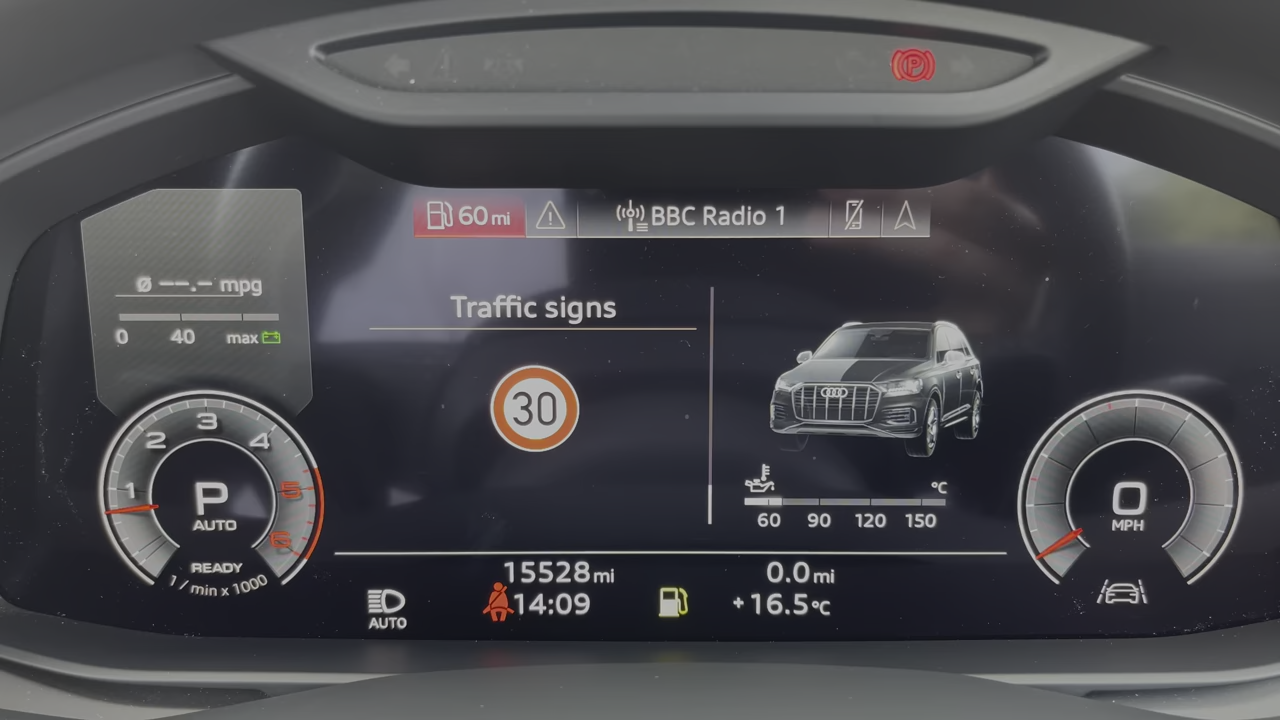 P
60 mi
BBC Radio 1
Ø --.- mpg
0 40 max
Traffic signs
30
°C
60 90 120 150
1 2 3 4 5 6
P
AUTO
READY
1 / min x 1000
0
MPH
15528 mi
0.0 mi
AUTO
14:09
+16.5°C